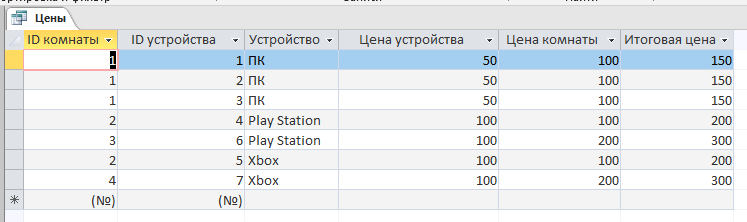 Цены
ID комнаты ID устройства Устройство Цена устройства Цена комнаты Итоговая цена
1 1 ПК 50 100 150
1 2 ПК 50 100 150
1 3 ПК 50 100 150
2 4 Play Station 100 100 200
3 6 Play Station 100 200 300
2 5 Xbox 100 100 200
4 7 Xbox 100 200 300
* (№) (№)